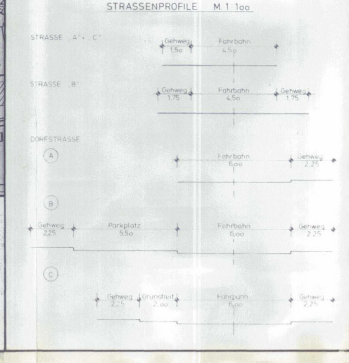 STRASSENPROFILE M. 1:100
STRASSE „A"+„C"
Gehweg Fahrbahn
1,50 4,50
STRASSE „B"
Gehweg Fahrbahn Gehweg
1,75 4,50 1,75
DORFSTRASSE
A
Fahrbahn Gehweg
6,00 2,25
B
Gehweg Parkplatz Fahrbahn Gehweg
2,25 5,50 6,00 2,25
C
Gehweg Grünstreif. Fahrbahn Gehweg
2,25 2,00 6,00 2,25